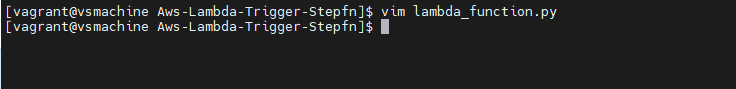 [vagrant@vsmachine Aws-Lambda-Trigger-Stepfn]$ vim lambda_function.py
[vagrant@vsmachine Aws-Lambda-Trigger-Stepfn]$